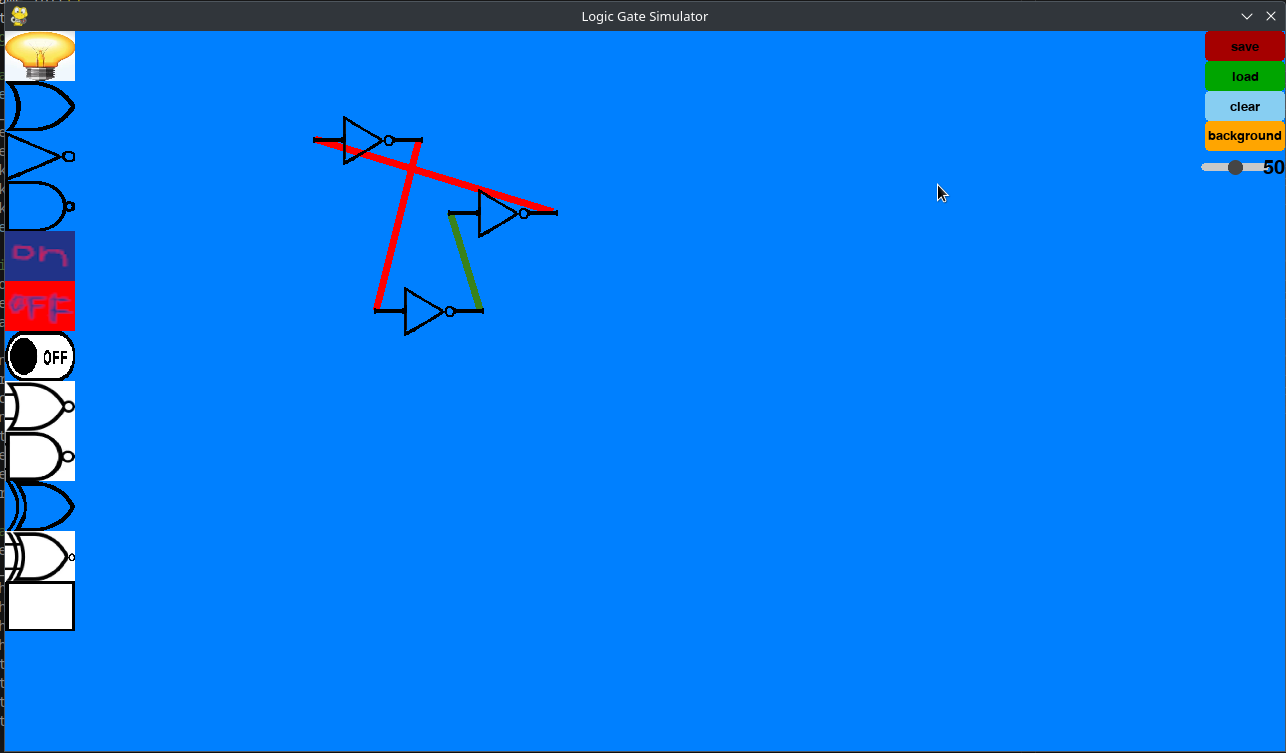 Logic Gate Simulator
save
load
clear
background
50
on
OFF
OFF